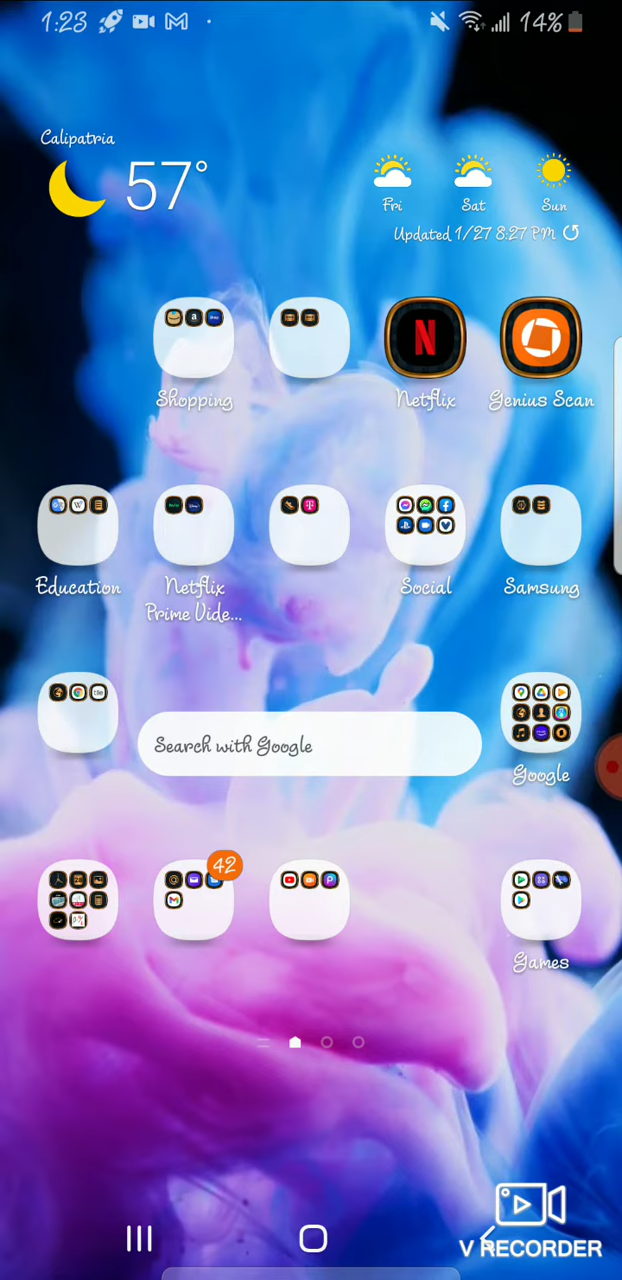 1:23
14%
Calipatria
57°
Fri Sat Sun
Updated 1/27 8:27 PM
Shopping Netflix Genius Scan
Education Netflix Social Samsung
Prime Vide...
Search with Google
Google
42
Games
V RECORDER